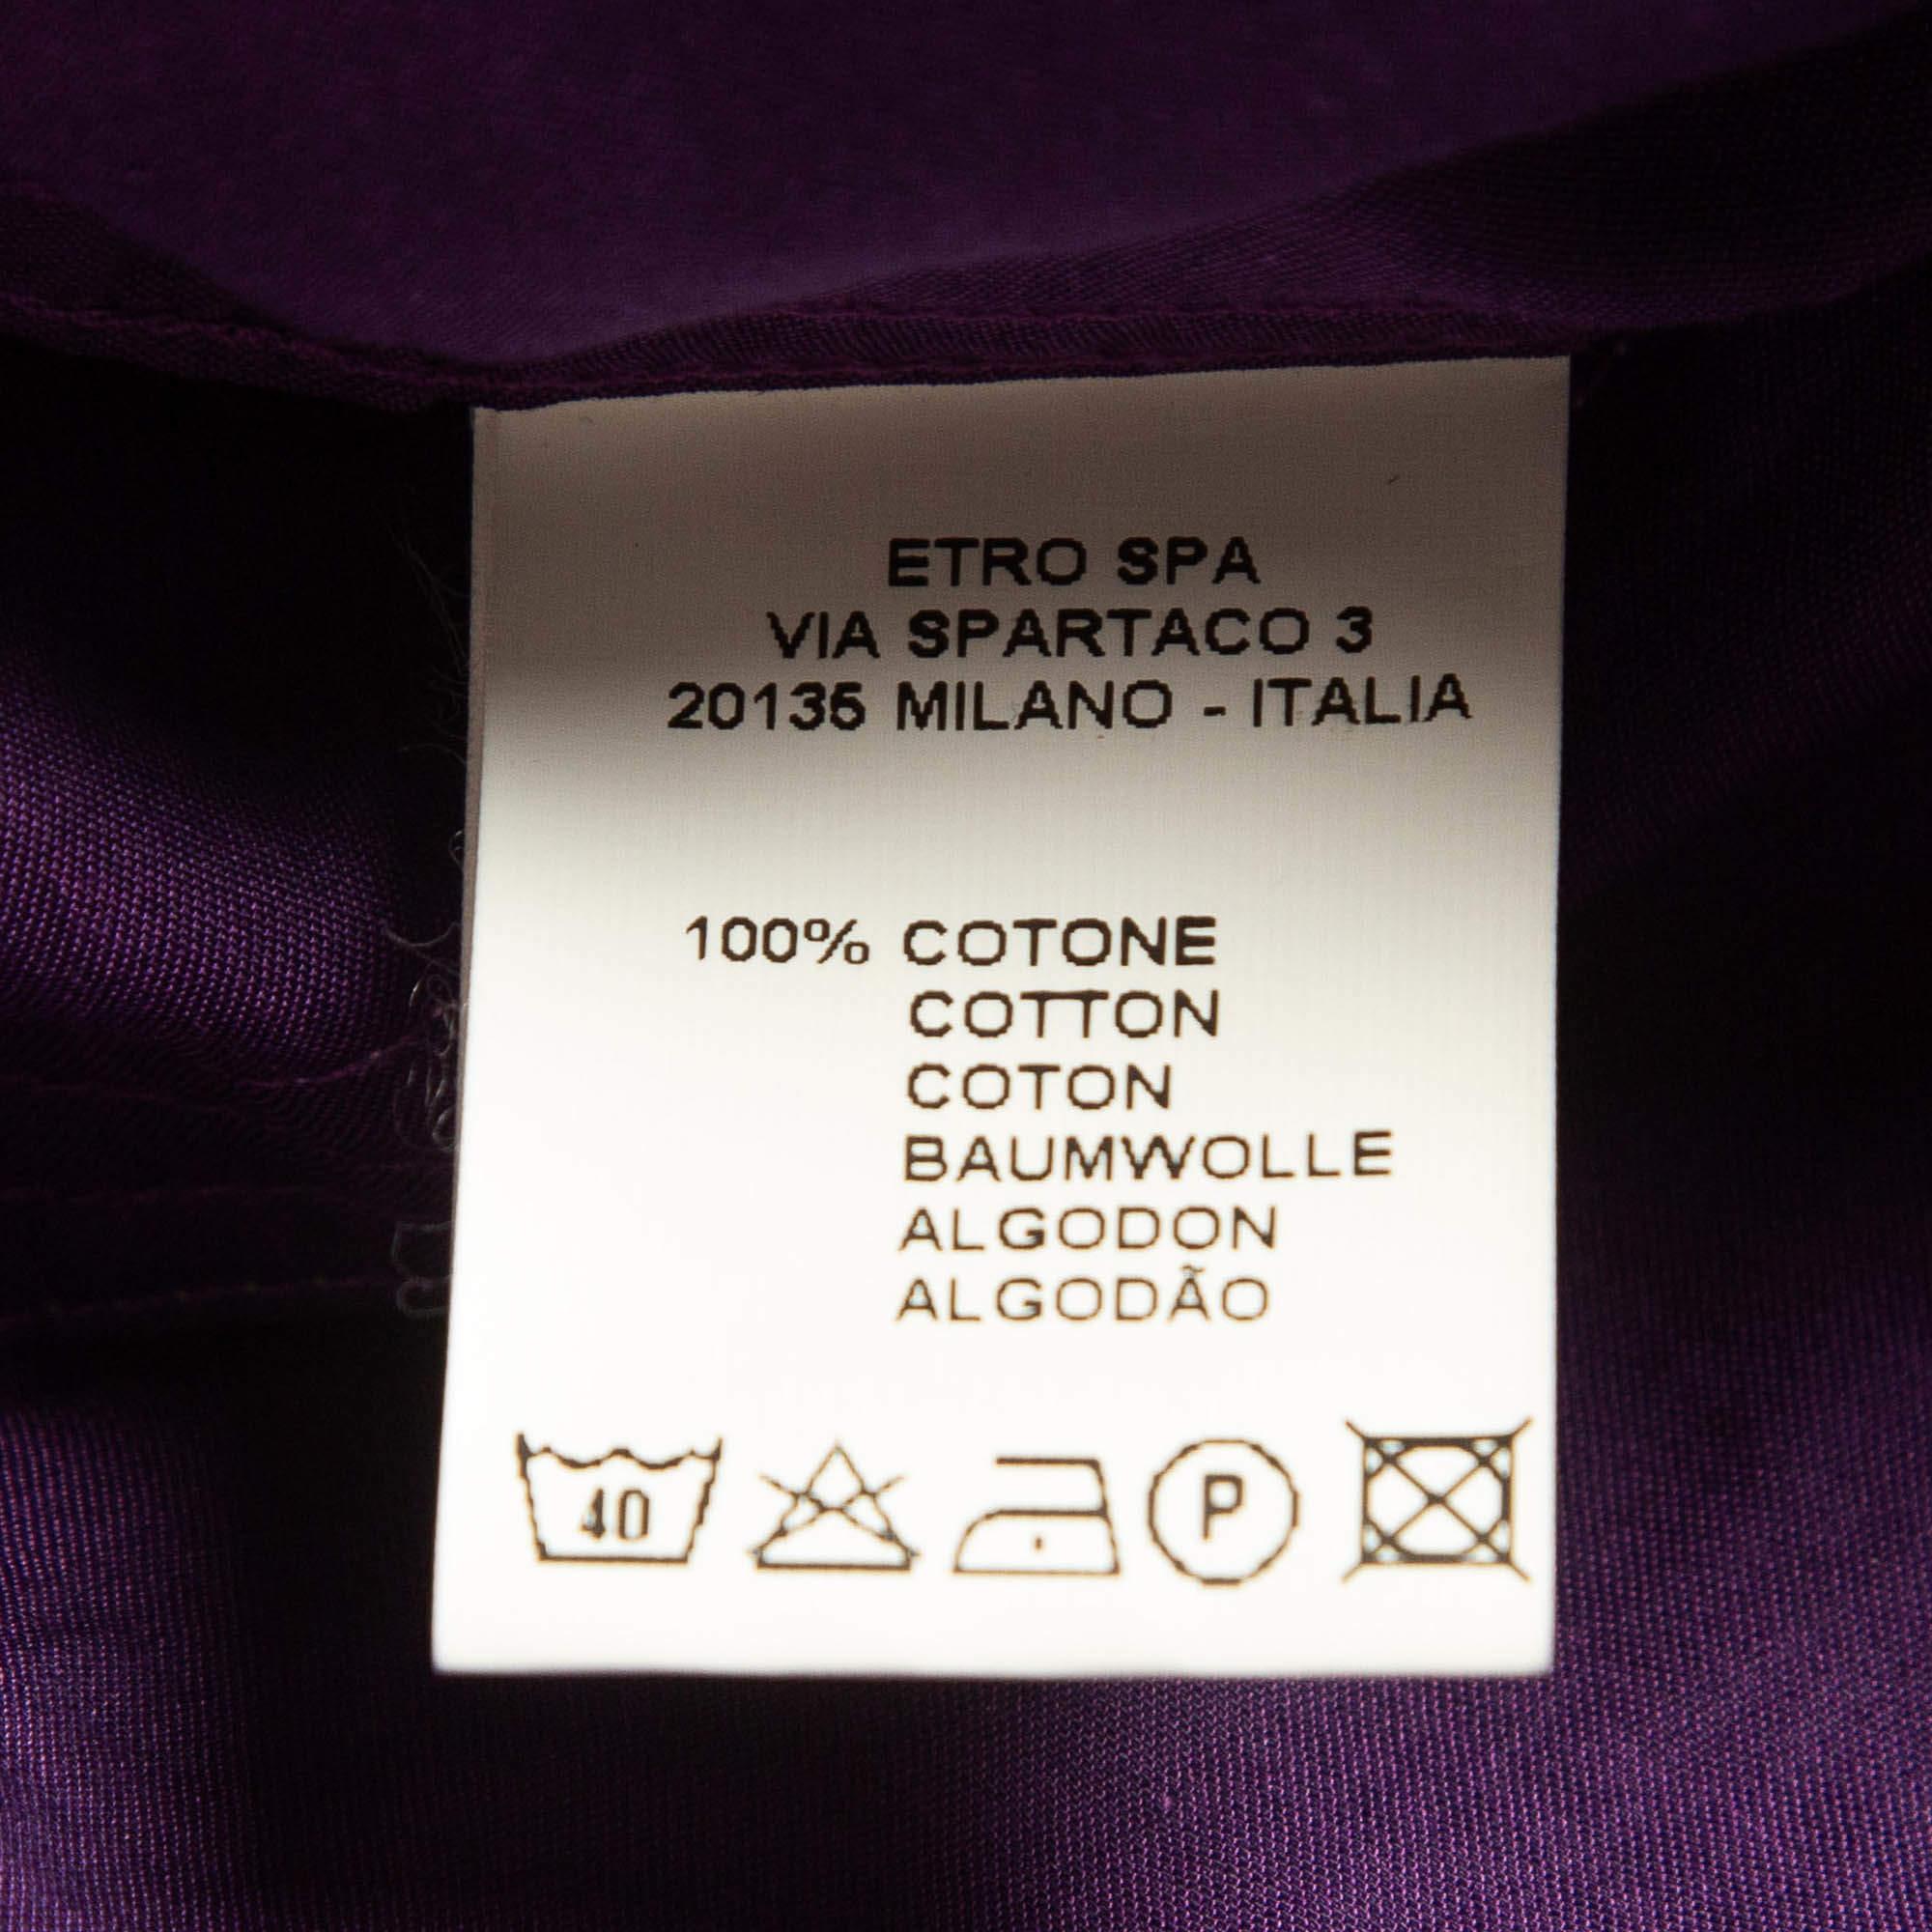 ETRO SPA
VIA SPARTACO 3
20135 MILANO - ITALIA
100% COTONE
COTTON
COTON
BAUMWOLLE
ALGODON
ALGODÃO
40 P